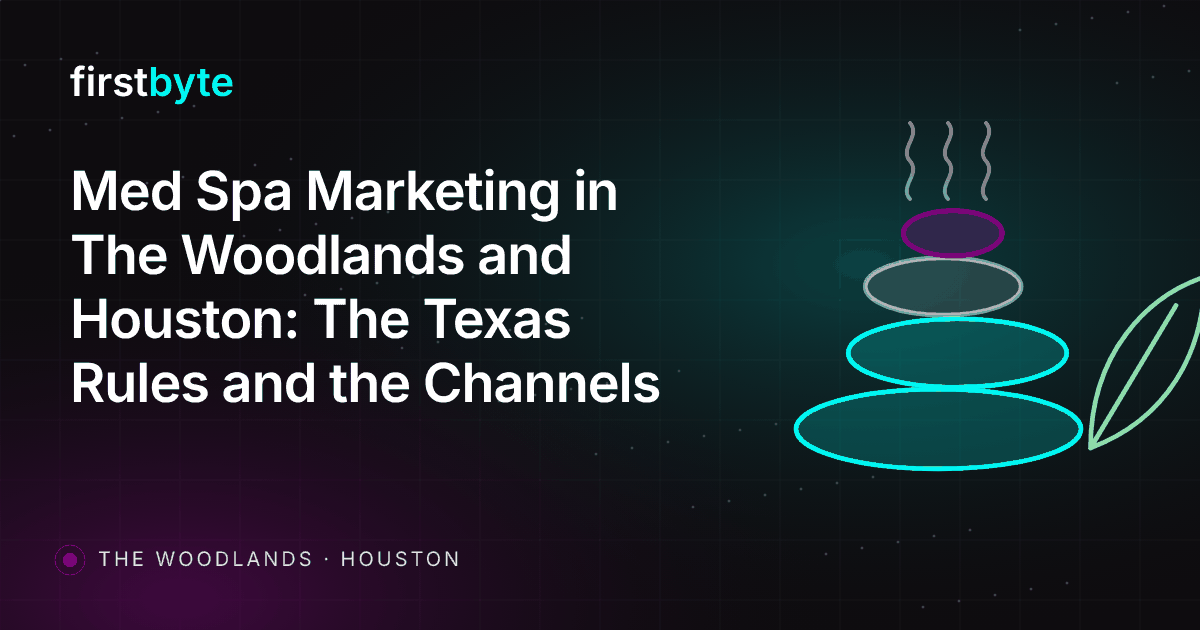 firstbyte
Med Spa Marketing in
The Woodlands and
Houston: The Texas
Rules and the Channels
THE WOODLANDS · HOUSTON